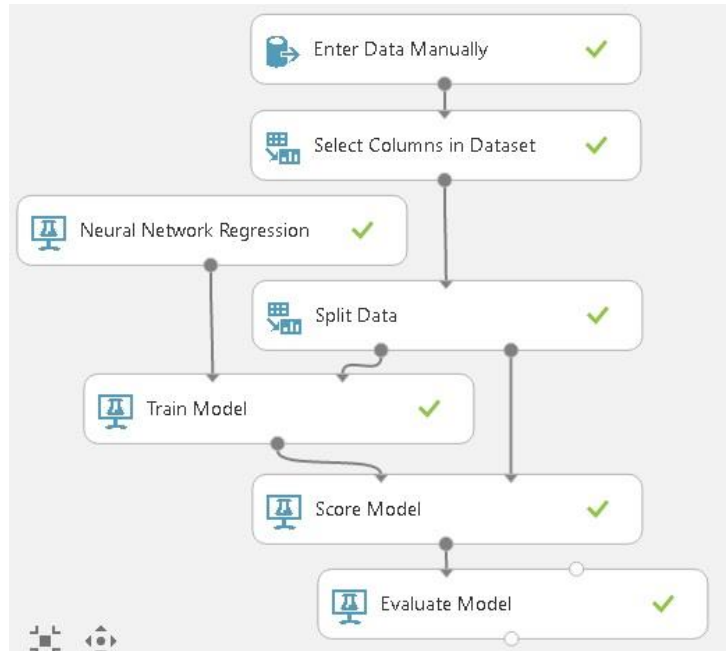 Enter Data Manually
Select Columns in Dataset
Neural Network Regression
Split Data
Train Model
Score Model
Evaluate Model